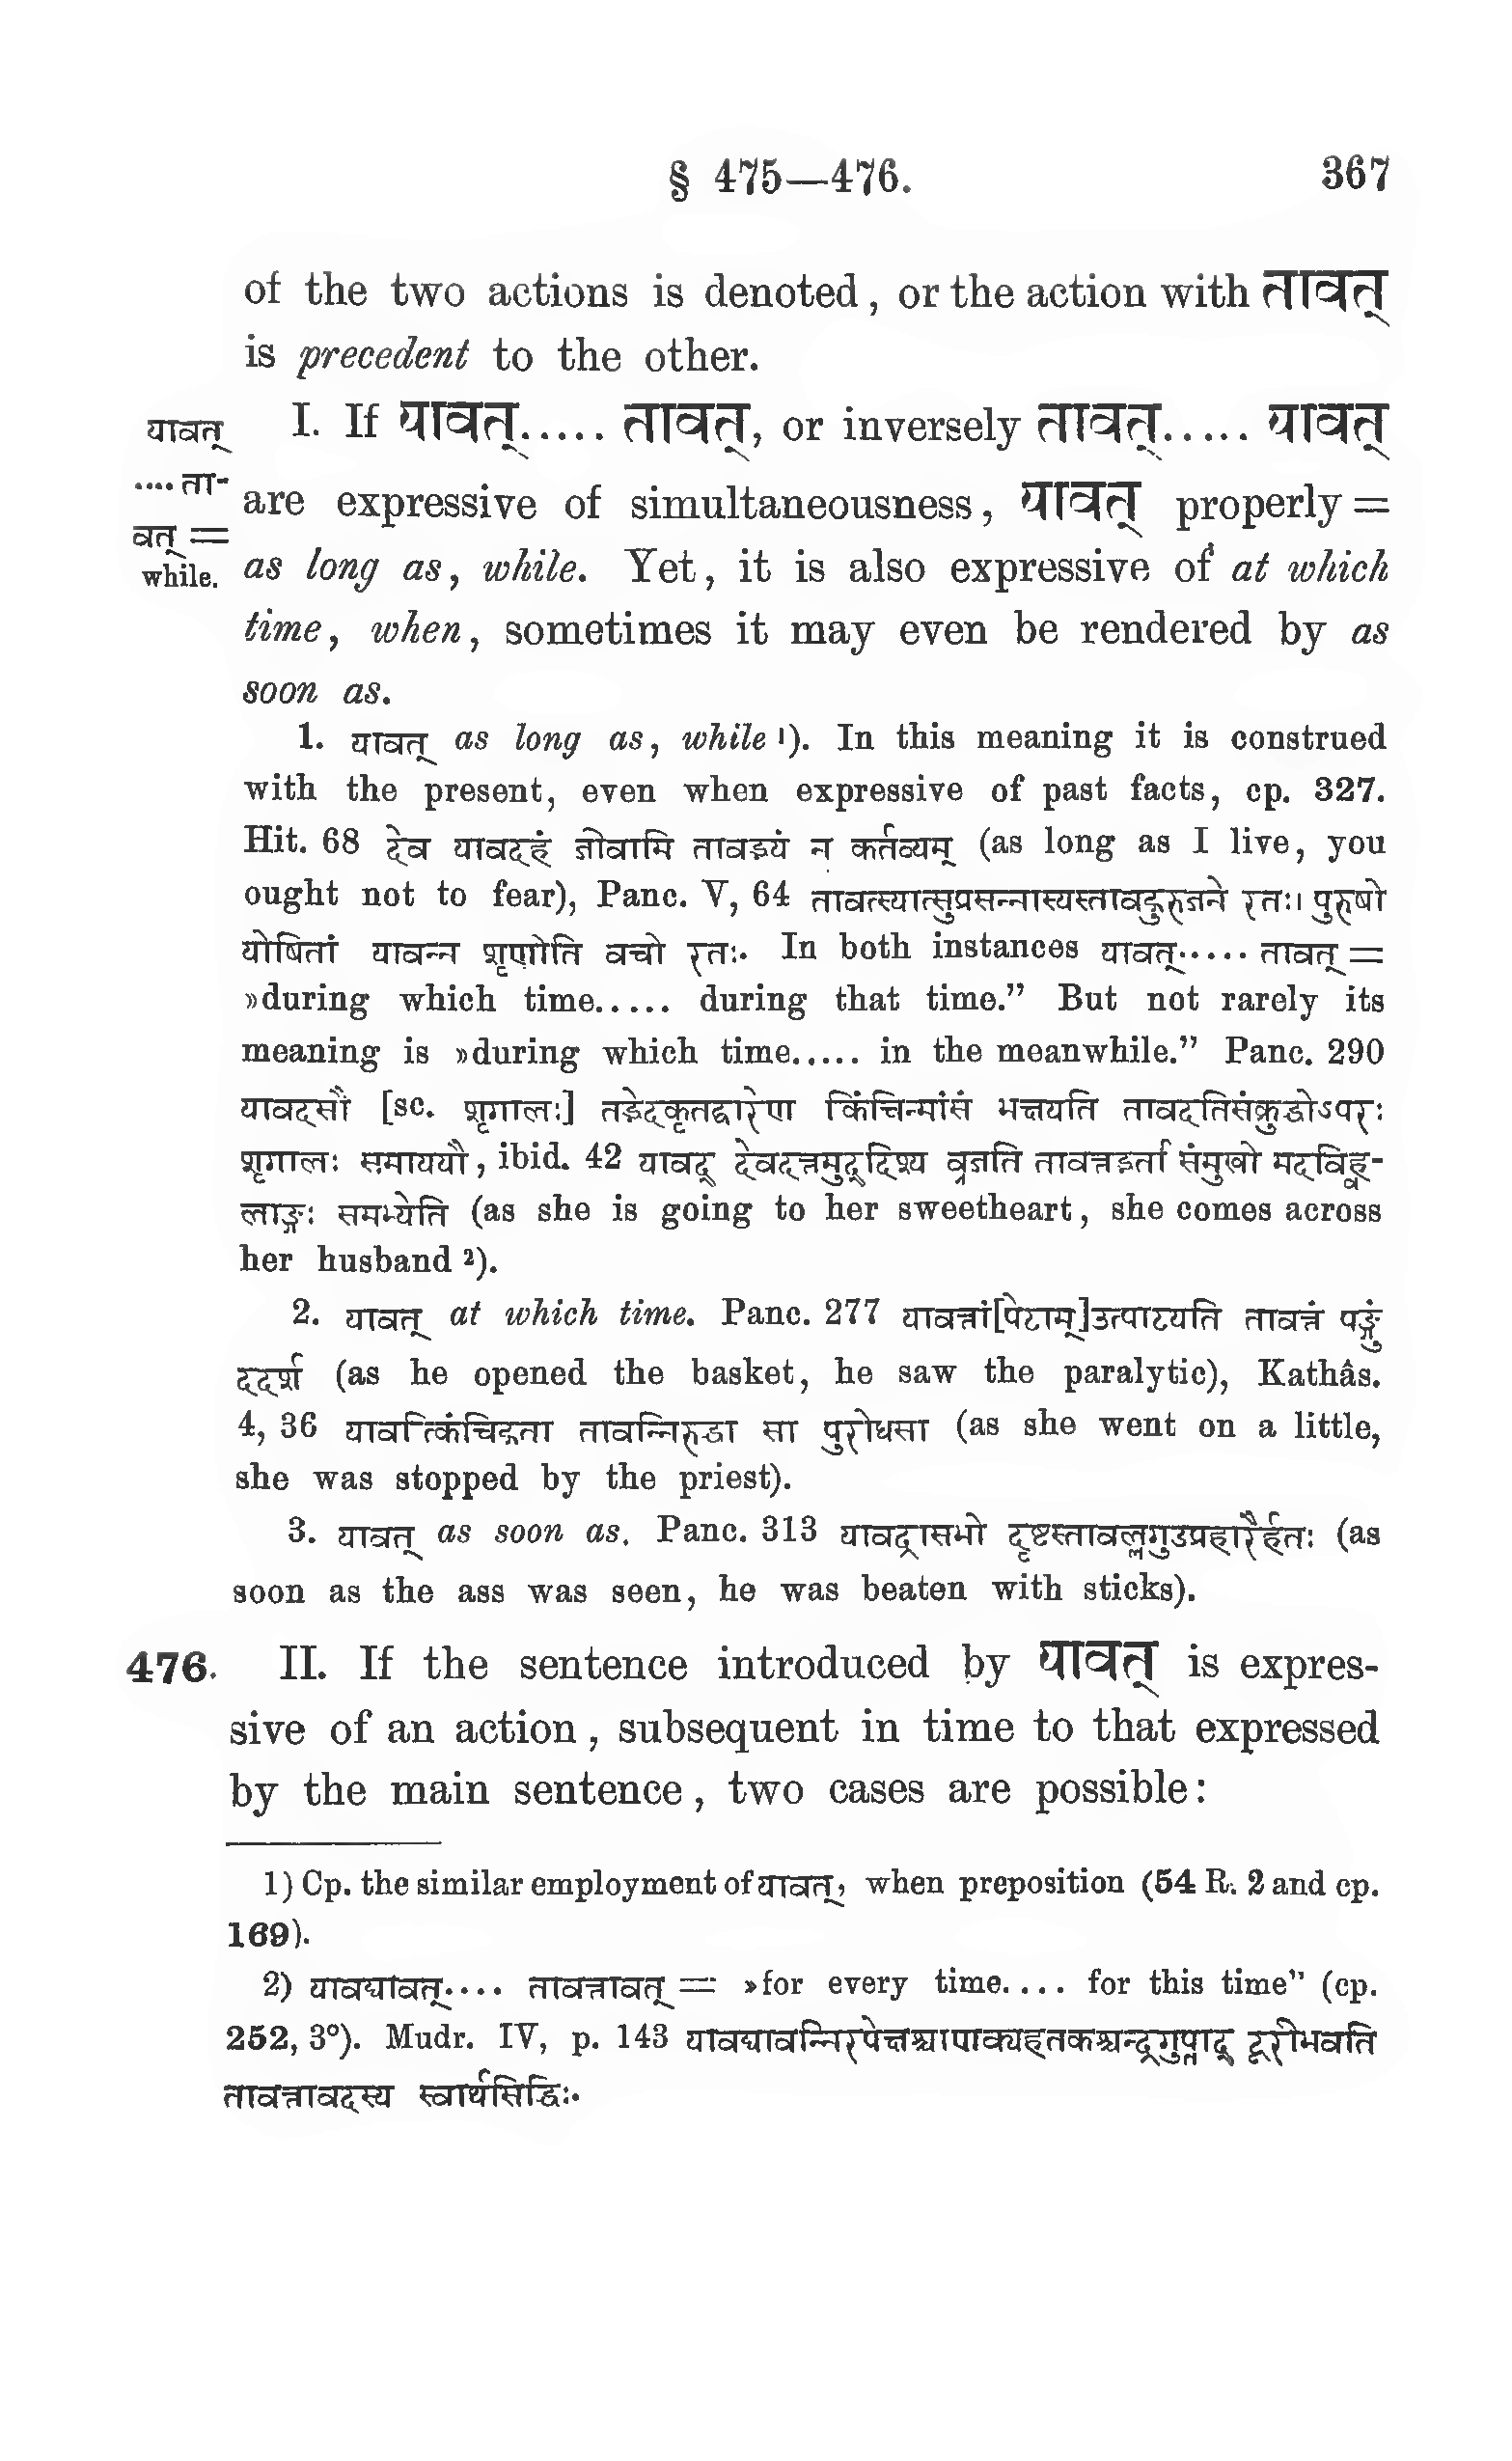 § 475—476. 367
of the two actions is denoted, or the action with तावत्
is precedent to the other.
यावत्
.... ता-
वत् =
while.
I. If यावत्..... तावत्, or inversely तावत्..... यावत्
are expressive of simultaneousness, यावत् properly =
as long as, while. Yet, it is also expressive of at which
time, when, sometimes it may even be rendered by as
soon as.
1. यावत् as long as, while ¹). In this meaning it is construed
with the present, even when expressive of past facts, cp. 327.
Hit. 68 देव यावदहं जीवामि तावद्भयं न कर्तव्यम् (as long as I live, you
ought not to fear), Panc. V, 64 तावत्स्यात्सुप्रसन्नास्यस्तावद्गुरुजने रतः। पुरुषो
योषितां यावन्न शृणोति वचो रतः. In both instances यावत्..... तावत् =
»during which time..... during that time.” But not rarely its
meaning is »during which time..... in the meanwhile.” Panc. 290
यावदसौ [sc. शृगालः] तद्भेदकृतद्वारेण किंचिन्मांसं भक्षयति तावदतिसंक्रुद्धोऽपरः
शृगालः समाययौ, ibid. 42 यावद् देवदत्तमुद्दिश्य व्रजति तावत्तद्भर्ता संमुखो मदविह्व-
लाङ्गः समभ्येति (as she is going to her sweetheart, she comes across
her husband ²).
2. यावत् at which time. Panc. 277 यावत्तां[पेटाम्]उत्पाटयति तावत्तं पङ्गुं
ददर्श (as he opened the basket, he saw the paralytic), Kathâs.
4, 36 यावत्किंचिद्गता तावन्निरुद्धा सा पुरोधसा (as she went on a little,
she was stopped by the priest).
3. यावत् as soon as. Panc. 313 यावद्रासभो दृष्टस्तावल्लगुडप्रहारैर्हतः (as
soon as the ass was seen, he was beaten with sticks).
476. II. If the sentence introduced by यावत् is expres-
sive of an action, subsequent in time to that expressed
by the main sentence, two cases are possible:
1) Cp. the similar employment of यावत्, when preposition (54 R. 2 and cp.
169).
2) यावद्यावत्.... तावत्तावत् = »for every time.... for this time” (cp.
252, 3°). Mudr. IV, p. 143 यावद्यावन्निरपेक्षश्चाणक्यहतकश्चन्द्रगुप्ताद् दूरीभवति
तावत्तावदस्य स्वार्थसिद्धिः.